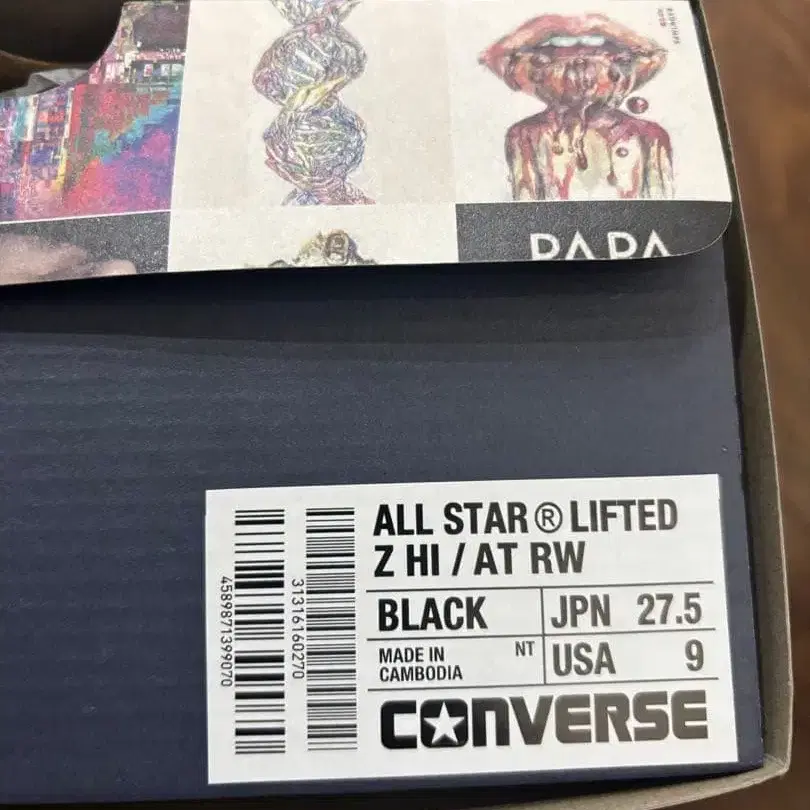 ALL STAR® LIFTED
Z HI / AT RW
BLACK
JPN 27.5
MADE IN
CAMBODIA
NT
USA 9
CONVERSE
4589871399070
31316160270